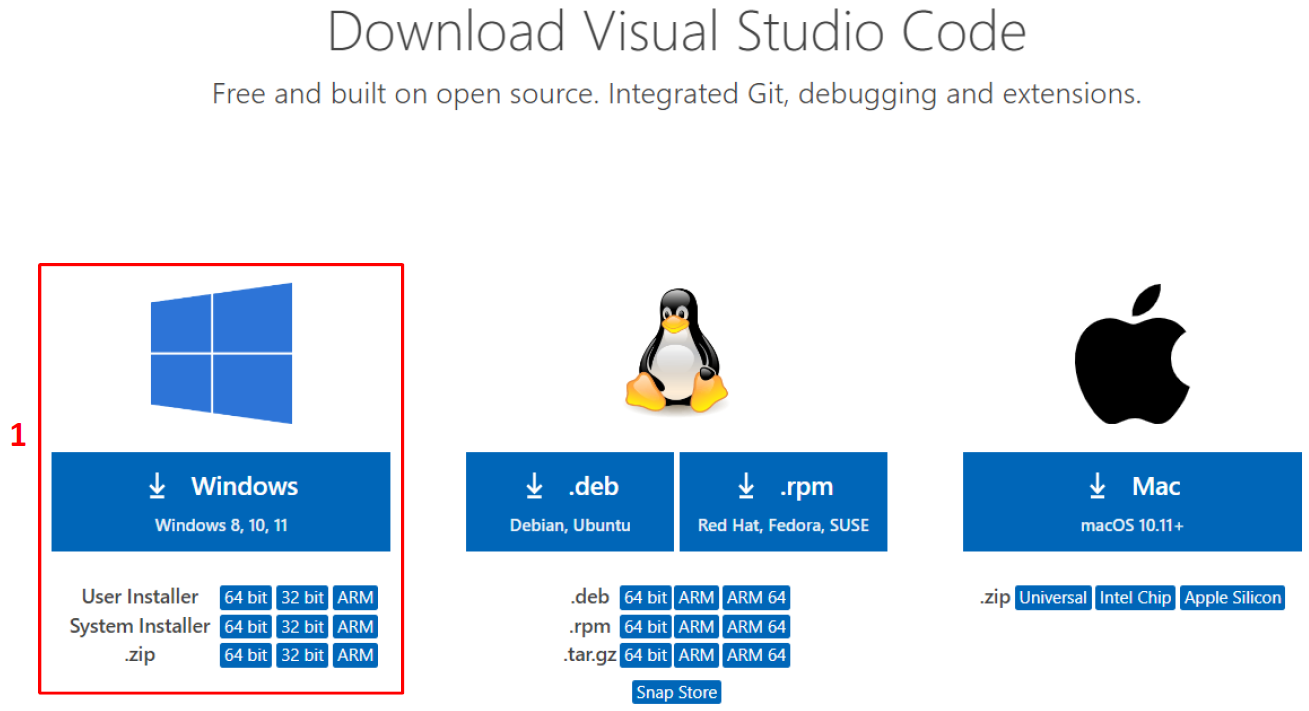 Download Visual Studio Code
Free and built on open source. Integrated Git, debugging and extensions.
1
Windows
Windows 8, 10, 11
User Installer 64 bit 32 bit ARM
System Installer 64 bit 32 bit ARM
.zip 64 bit 32 bit ARM
.deb
Debian, Ubuntu
.rpm
Red Hat, Fedora, SUSE
.deb 64 bit ARM ARM 64
.rpm 64 bit ARM ARM 64
.tar.gz 64 bit ARM ARM 64
Snap Store
Mac
macOS 10.11+
.zip Universal Intel Chip Apple Silicon